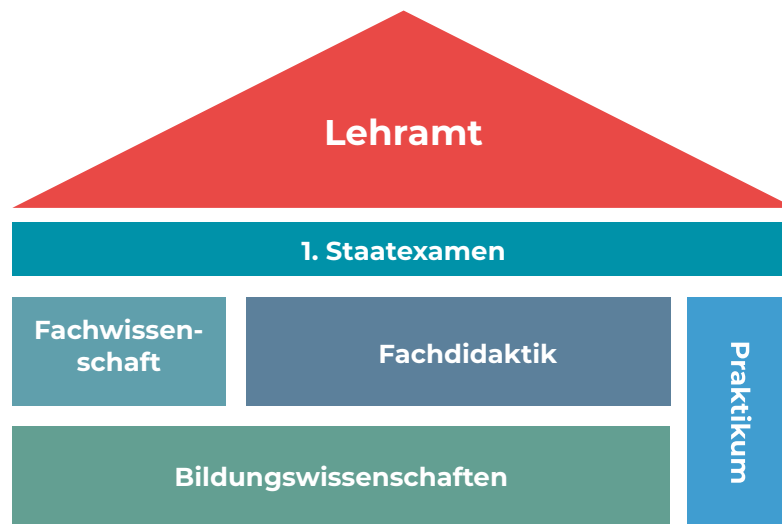 Lehramt
1. Staatexamen
Fachwissen-
schaft
Fachdidaktik
Praktikum
Bildungswissenschaften